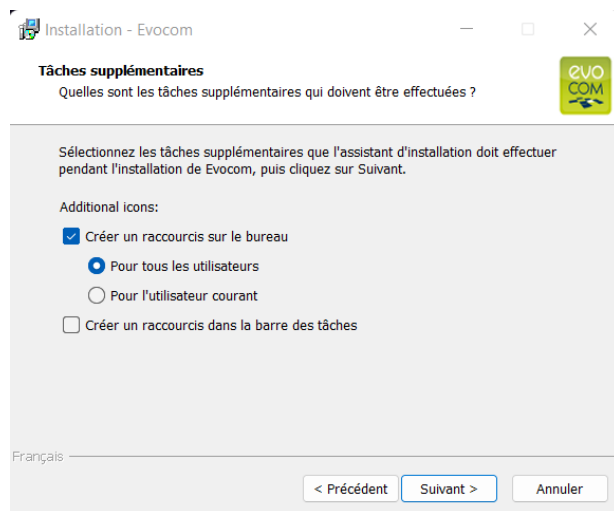 Installation - Evocom
Tâches supplémentaires
Quelles sont les tâches supplémentaires qui doivent être effectuées ?
evo
COM
Sélectionnez les tâches supplémentaires que l'assistant d'installation doit effectuer
pendant l'installation de Evocom, puis cliquez sur Suivant.
Additional icons:
Créer un raccourcis sur le bureau
Pour tous les utilisateurs
Pour l'utilisateur courant
Créer un raccourcis dans la barre des tâches
Français
< Précédent
Suivant >
Annuler